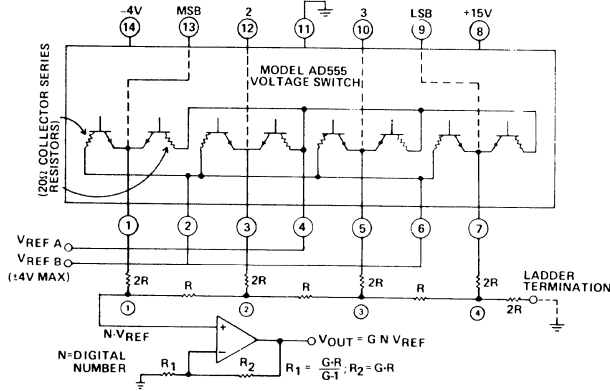 -4V MSB 2 3 LSB +15V
14 13 12 11 10 9 8
MODEL AD555
VOLTAGE SWITCH
(20Ω COLLECTOR SERIES
RESISTORS)
1 2 3 4 5 6 7
VREF A
VREF B
(±4V MAX)
2R 2R 2R 2R
LADDER
TERMINATION
R R R 2R
1 2 3 4
N·VREF
+
−
VOUT = G N VREF
N=DIGITAL
NUMBER
R1 R2
R1 = G·R/G-1; R2 = G·R